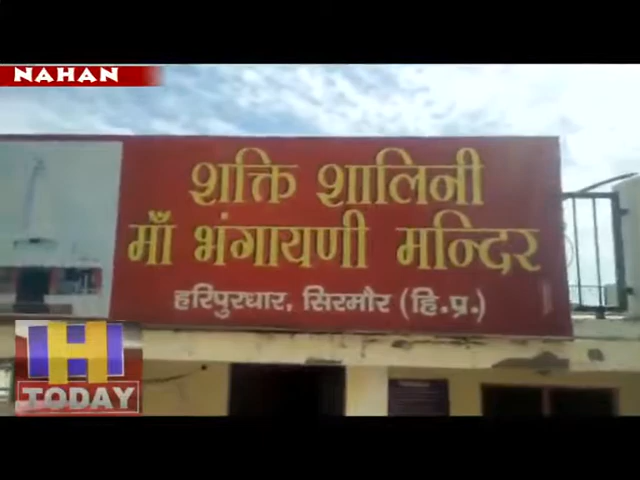 NAHAN
शक्ति शालिनी
माँ भंगायणी मन्दिर
हरिपुरधार, सिरमौर (हि.प्र.)
H
TODAY